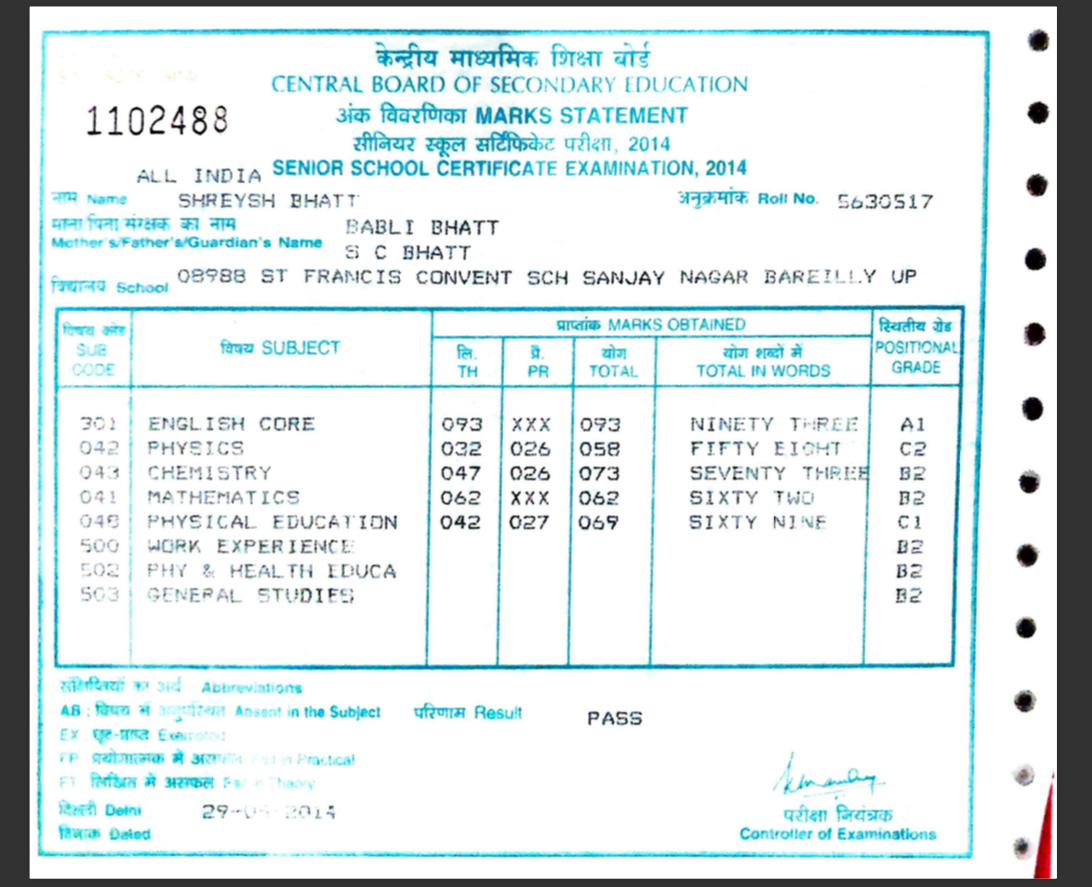 केन्द्रीय माध्यमिक शिक्षा बोर्ड
CENTRAL BOARD OF SECONDARY EDUCATION
1102488
अंक विवरणिका MARKS STATEMENT
सीनियर स्कूल सर्टिफिकेट परीक्षा, 2014
ALL INDIA SENIOR SCHOOL CERTIFICATE EXAMINATION, 2014
नाम Name SHREYSH BHATT अनुक्रमांक Roll No. 5630517
माता पिता संरक्षक का नाम BABLI BHATT
Mother's/Father's/Guardian's Name S C BHATT
विद्यालय School 08988 ST FRANCIS CONVENT SCH SANJAY NAGAR BAREILLY UP
विषय कोड SUB CODE विषय SUBJECT प्राप्तांक MARKS OBTAINED स्थितीय ग्रेड POSITIONAL GRADE
लि. TH प्रै. PR योग TOTAL योग शब्दों में TOTAL IN WORDS
301 ENGLISH CORE 093 XXX 093 NINETY THREE A1
042 PHYSICS 032 026 058 FIFTY EIGHT C2
043 CHEMISTRY 047 026 073 SEVENTY THREE B2
041 MATHEMATICS 062 XXX 062 SIXTY TWO B2
048 PHYSICAL EDUCATION 042 027 069 SIXTY NINE C1
500 WORK EXPERIENCE B2
502 PHY & HEALTH EDUCA B2
503 GENERAL STUDIES B2
का अर्थ Abbreviations
AB : विषय में अनुपस्थित Absent in the Subject परिणाम Result PASS
EX छूट-प्राप्त Exempted
FP प्रयोगात्मक में असफल Fail in Practical
FT लिखित में असफल Fail in Theory
दिल्ली Delhi 29-05-2014
दिनांक Dated
परीक्षा नियंत्रक
Controller of Examinations